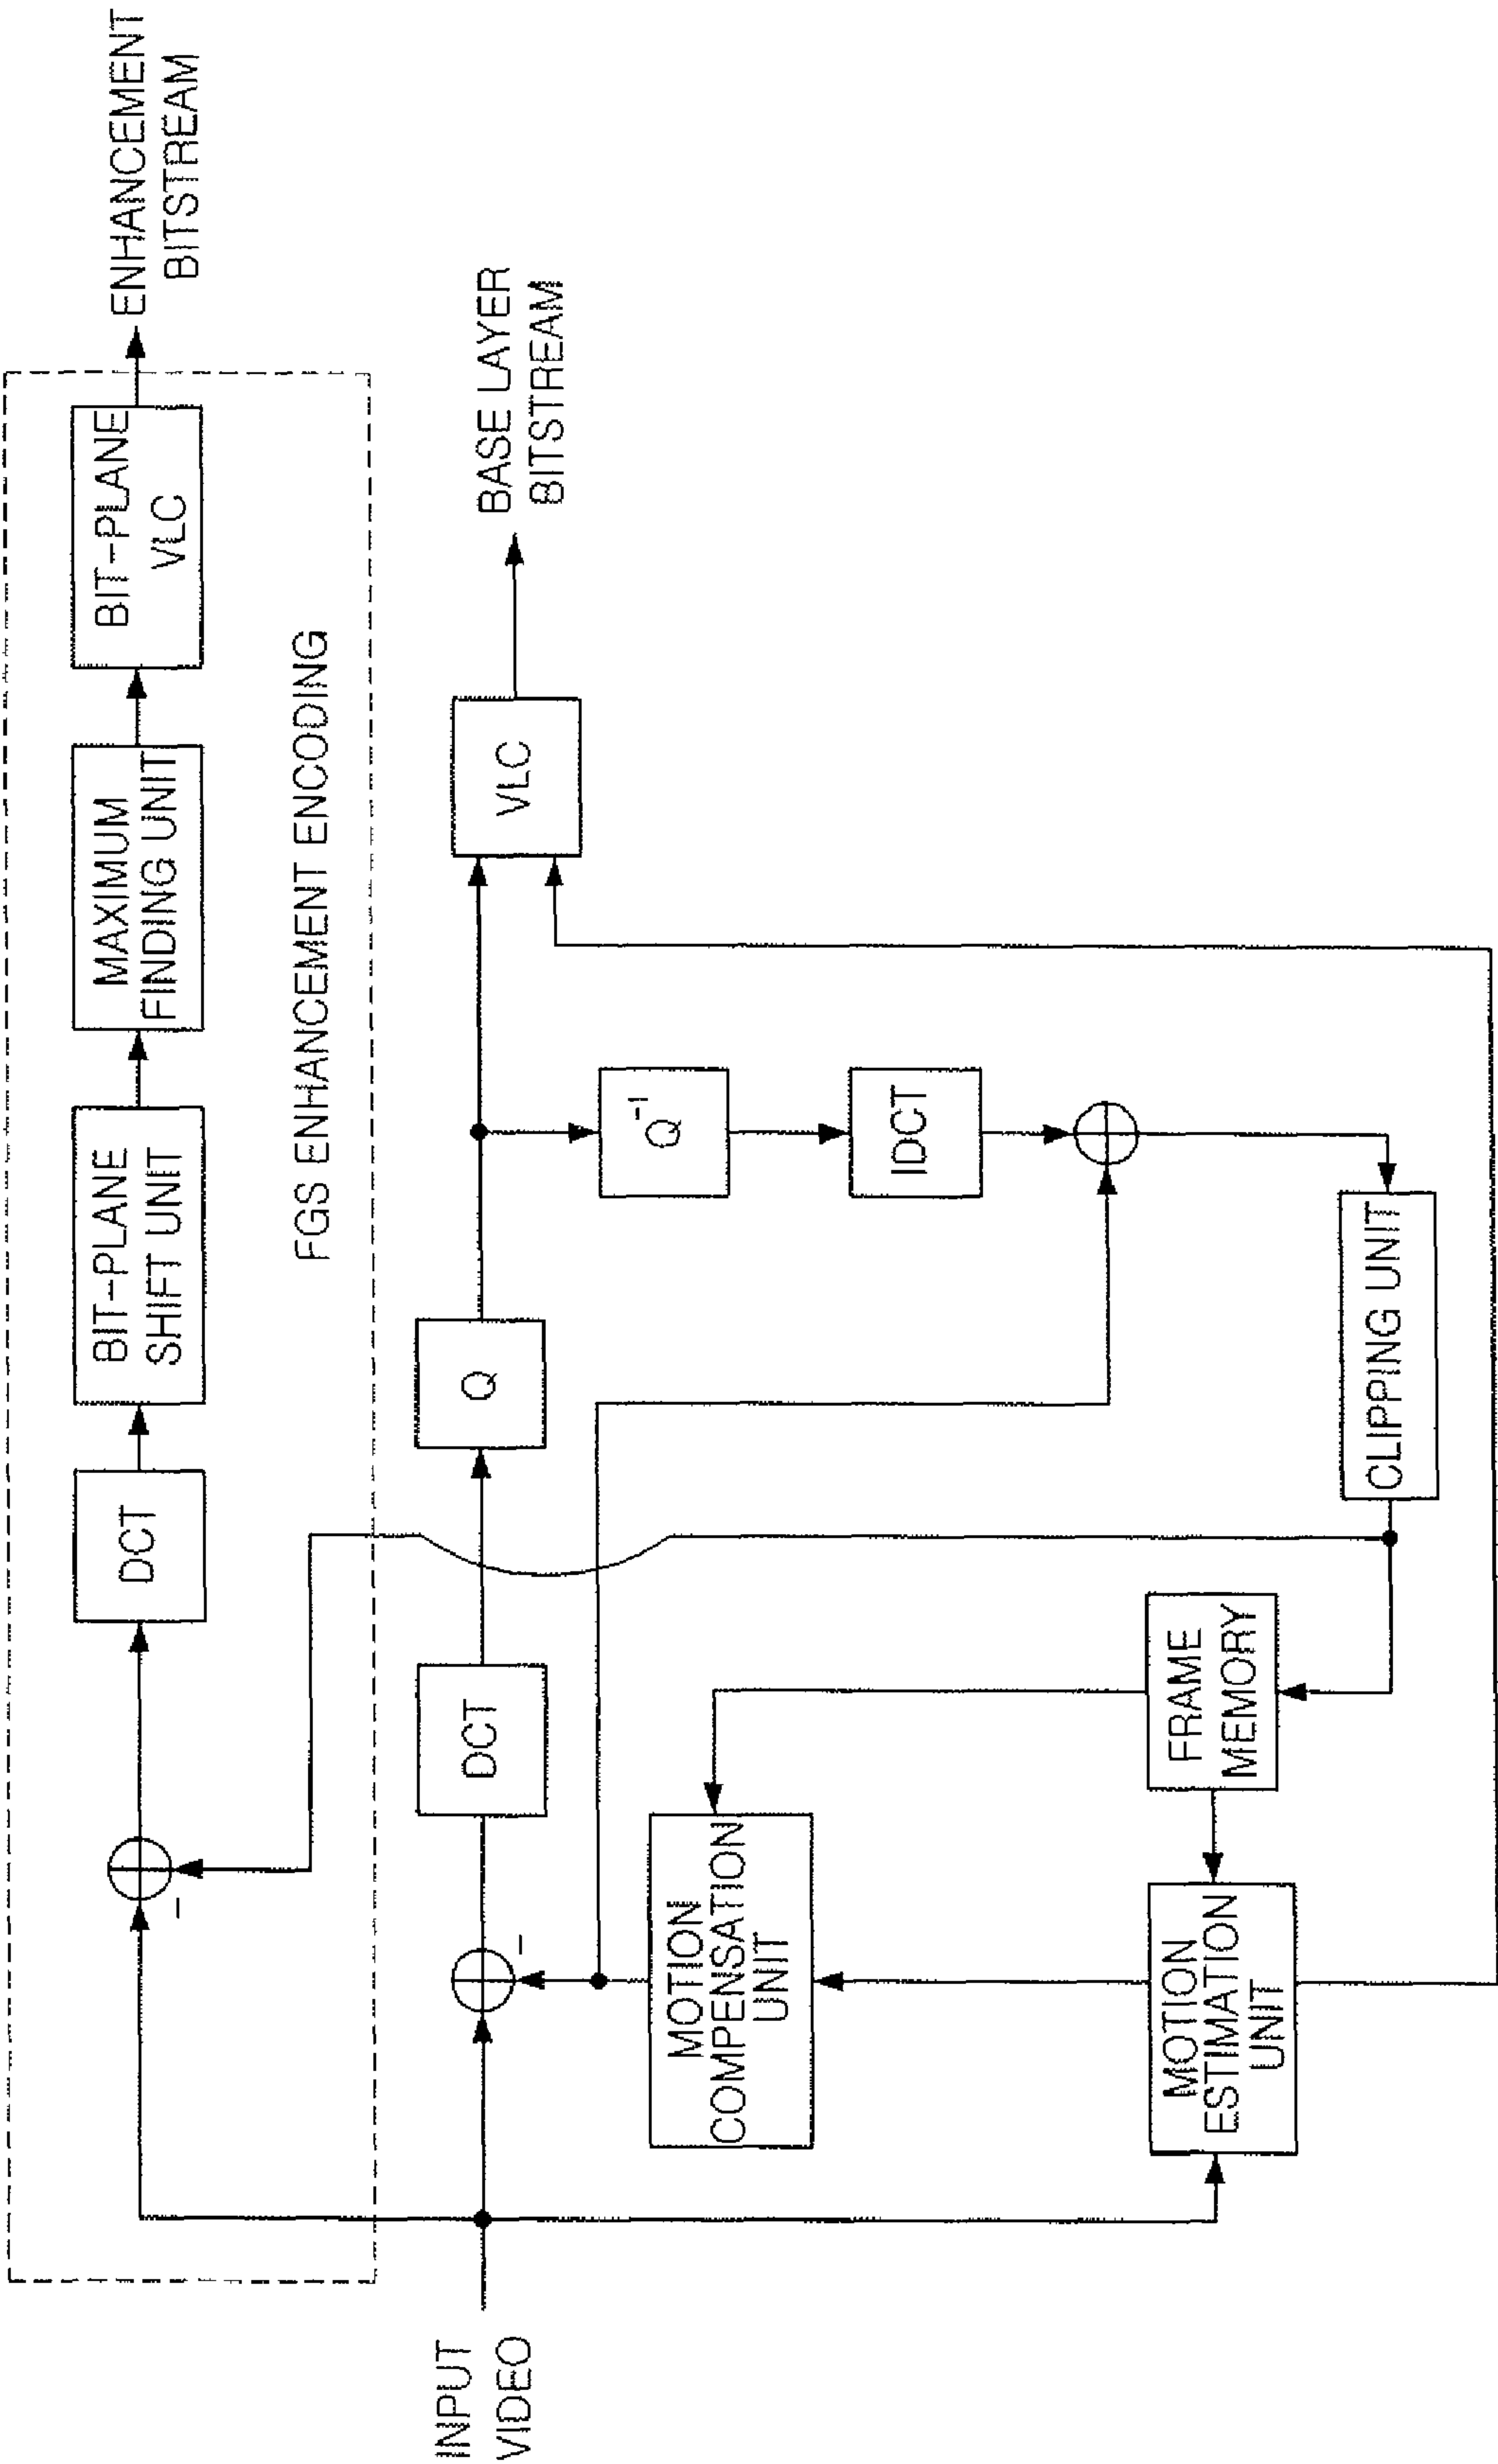 DCT
BIT-PLANE
SHIFT UNIT
MAXIMUM
FINDING UNIT
BIT-PLANE
VLC
ENHANCEMENT
BITSTREAM
FGS ENHANCEMENT ENCODING
-
INPUT
VIDEO
-
DCT
Q
VLC
BASE LAYER
BITSTREAM
Q⁻¹
MOTION
COMPENSATION
UNIT
IDCT
MOTION
ESTIMATION
UNIT
FRAME
MEMORY
CLIPPING UNIT